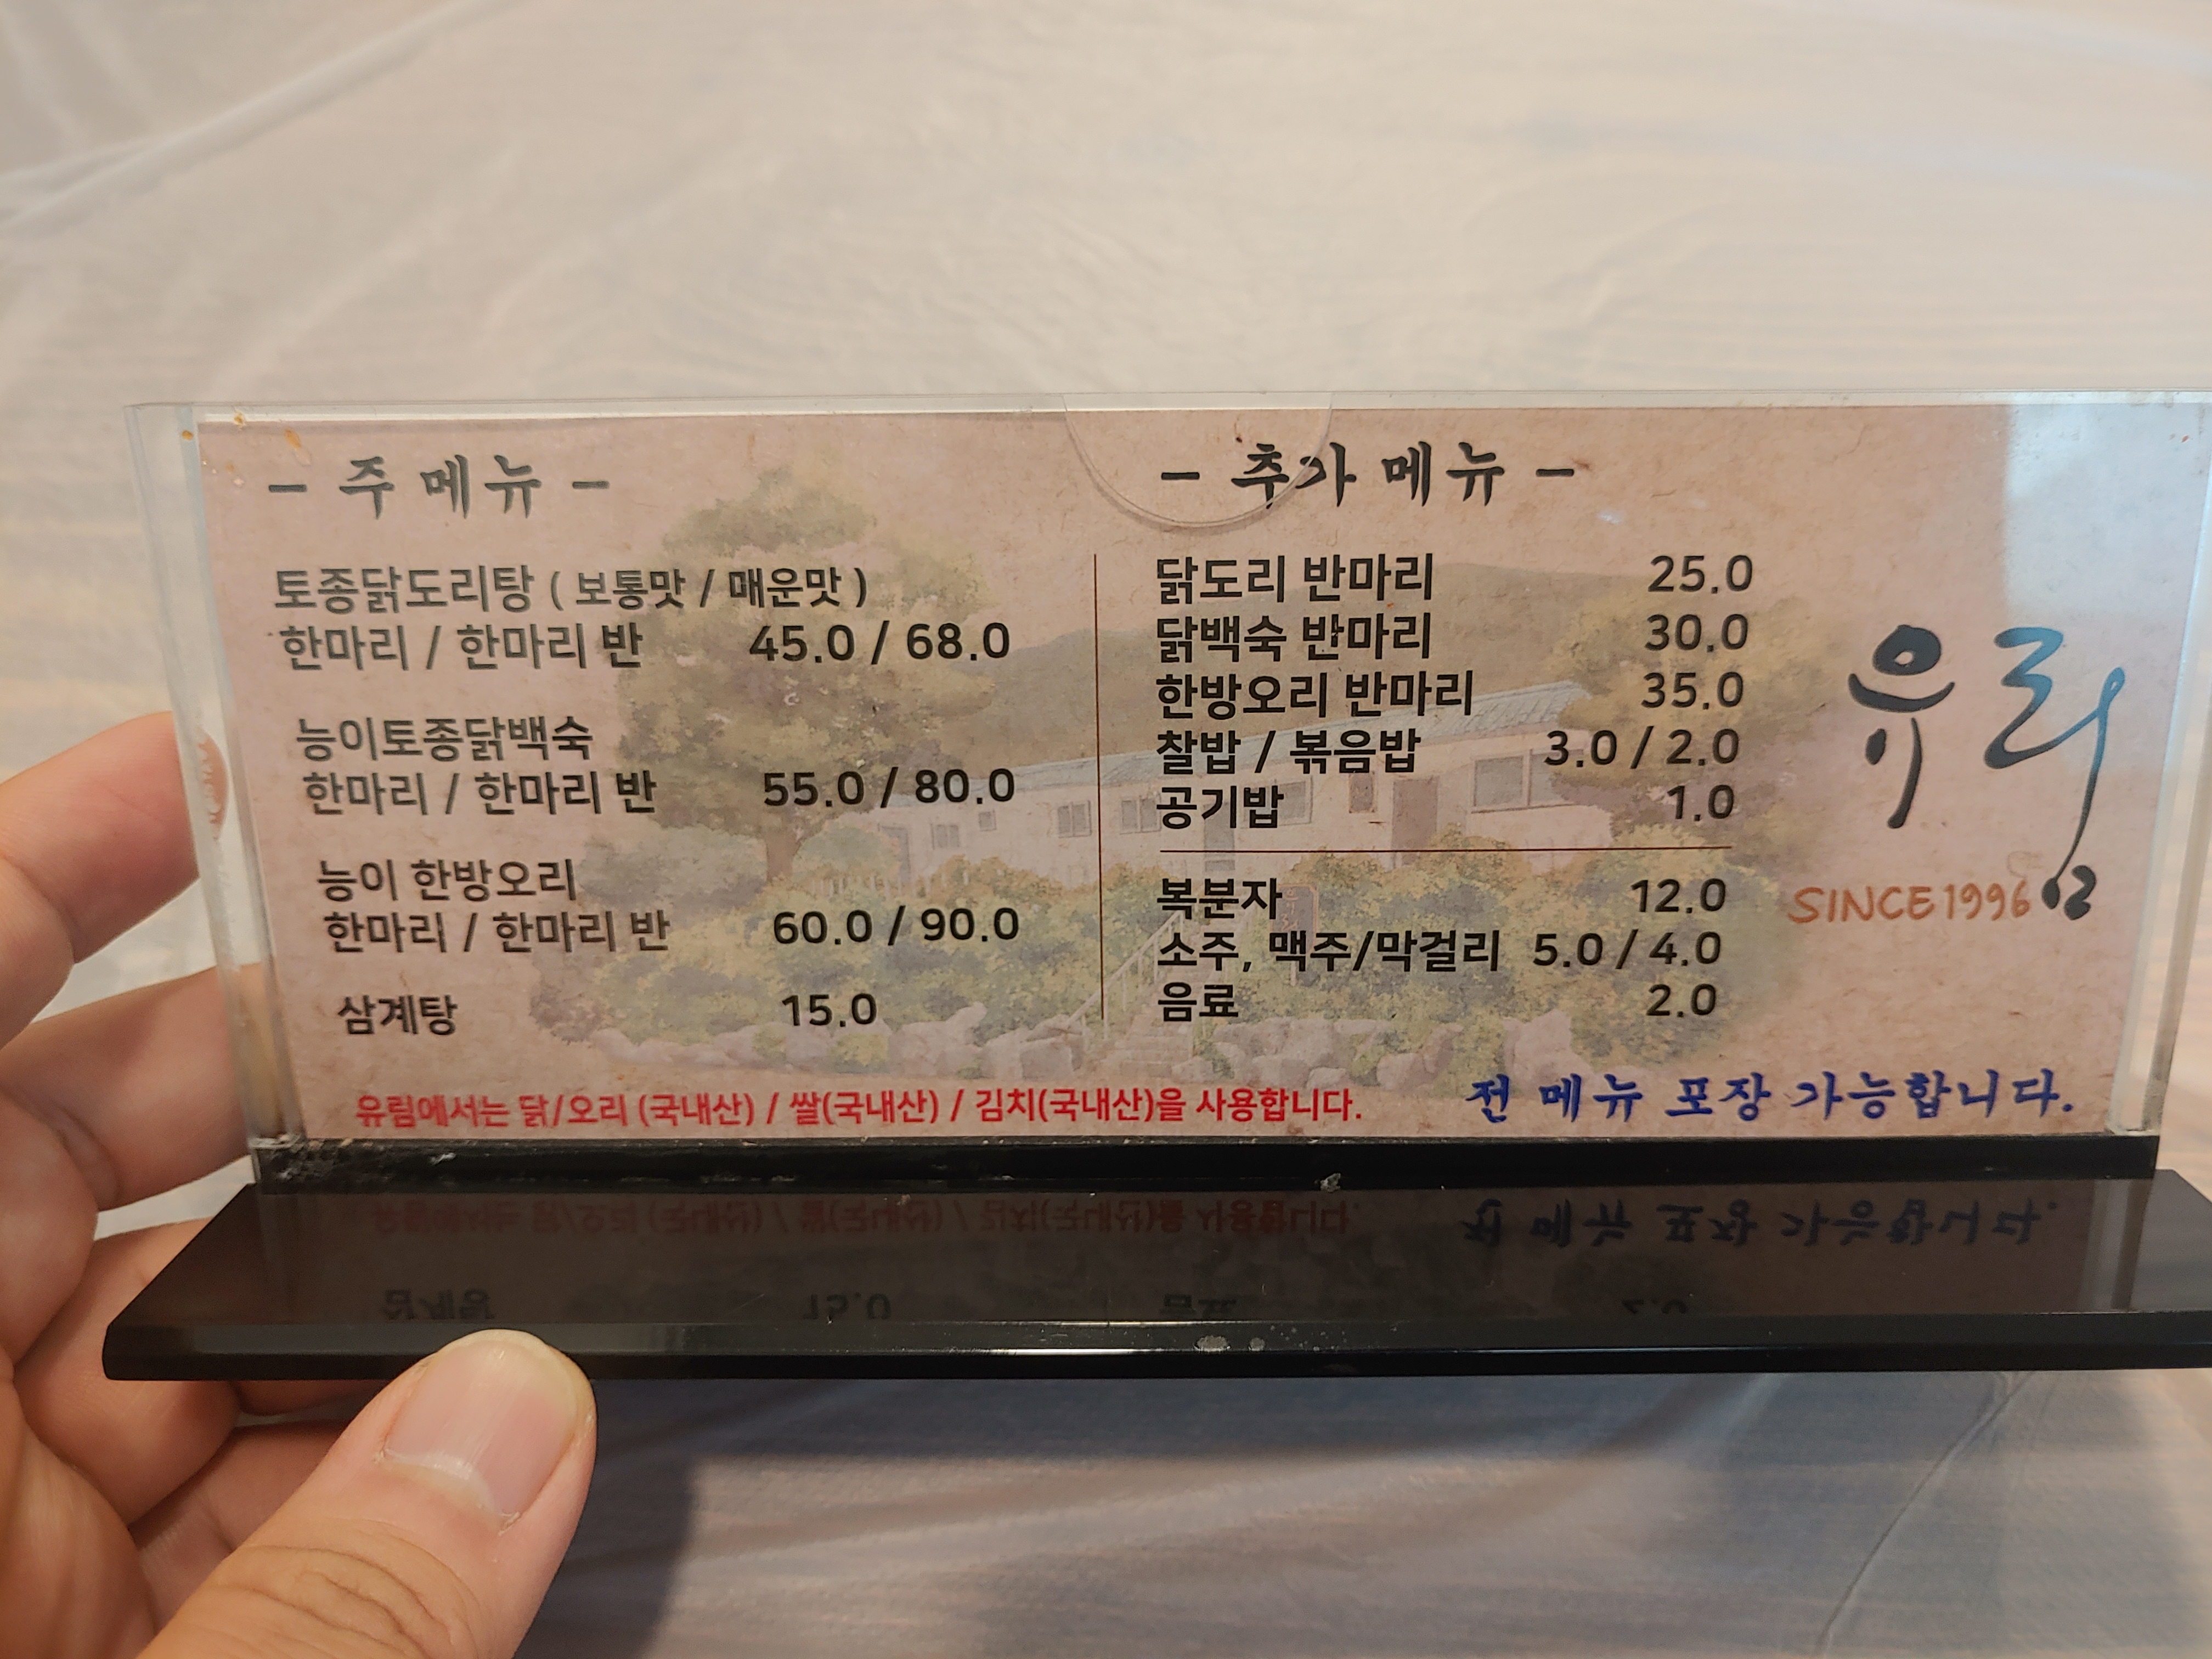 - 주 메뉴 -
토종닭도리탕 ( 보통맛 / 매운맛 )
한마리 / 한마리 반 45.0 / 68.0
능이토종닭백숙
한마리 / 한마리 반 55.0 / 80.0
능이 한방오리
한마리 / 한마리 반 60.0 / 90.0
삼계탕 15.0
- 추가 메뉴 -
닭도리 반마리 25.0
닭백숙 반마리 30.0
한방오리 반마리 35.0
찰밥 / 볶음밥 3.0 / 2.0
공기밥 1.0
복분자 12.0
소주, 맥주/막걸리 5.0 / 4.0
음료 2.0
유림
SINCE1996
유림에서는 닭/오리 (국내산) / 쌀(국내산) / 김치(국내산)을 사용합니다.
전 메뉴 포장 가능합니다.